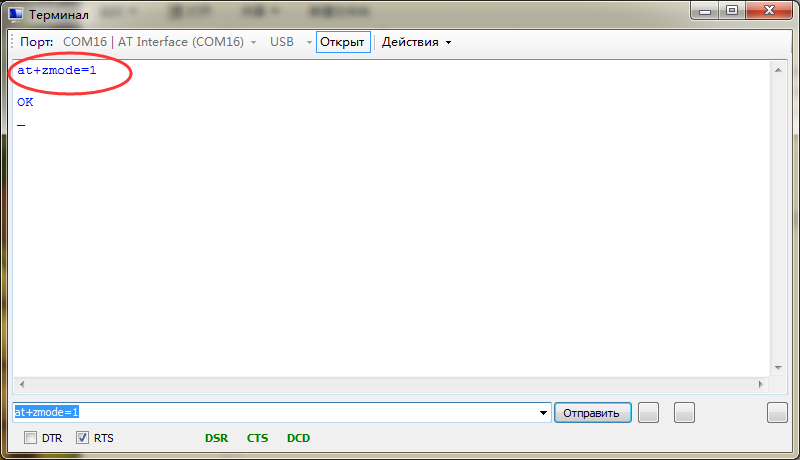 Терминал
Порт: COM16 | AT Interface (COM16) USB Открыт Действия
at+zmode=1
OK
_
at+zmode=1 Отправить
DTR RTS DSR CTS DCD